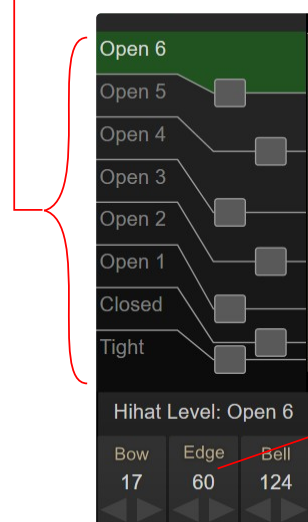 Open 6
Open 5
Open 4
Open 3
Open 2
Open 1
Closed
Tight
Hihat Level: Open 6
Bow Edge Bell
17 60 124